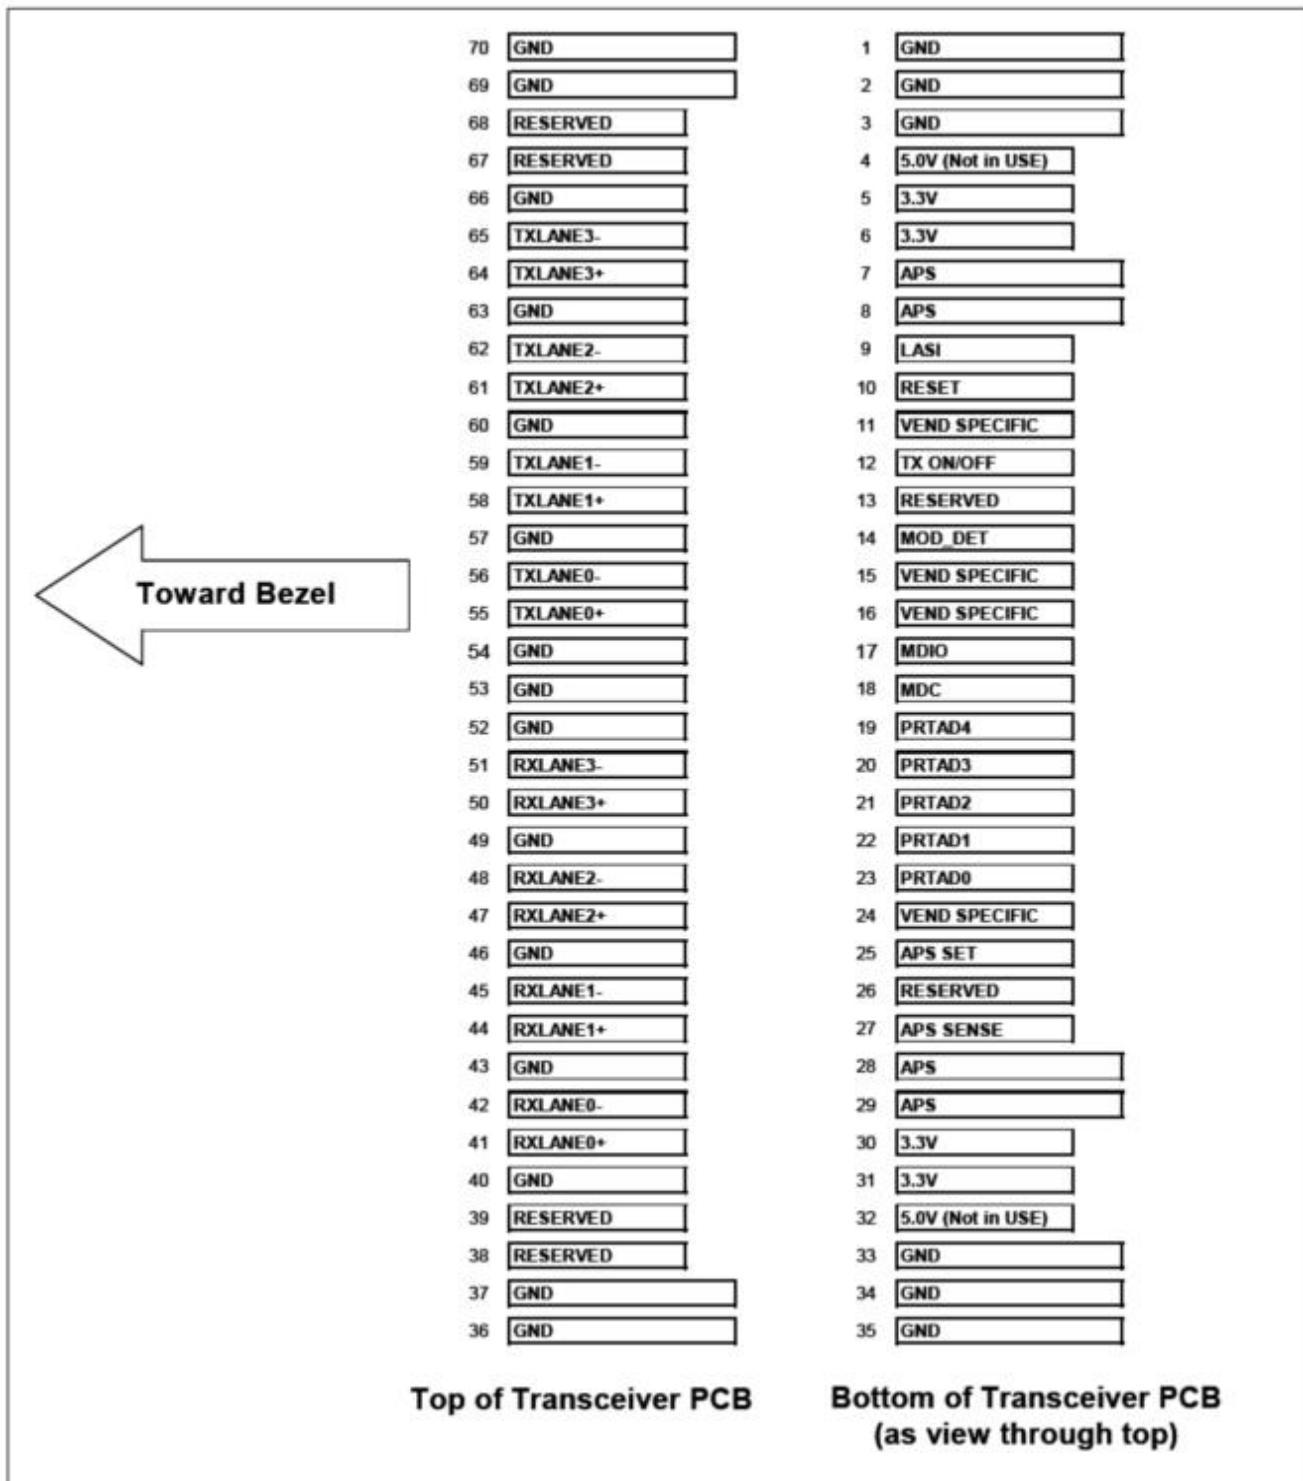 70 GND 1 GND
69 GND 2 GND
68 RESERVED 3 GND
67 RESERVED 4 5.0V (Not in USE)
66 GND 5 3.3V
65 TXLANE3- 6 3.3V
64 TXLANE3+ 7 APS
63 GND 8 APS
62 TXLANE2- 9 LASI
61 TXLANE2+ 10 RESET
60 GND 11 VEND SPECIFIC
59 TXLANE1- 12 TX ON/OFF
58 TXLANE1+ 13 RESERVED
57 GND 14 MOD_DET
56 TXLANE0- 15 VEND SPECIFIC
Toward Bezel
55 TXLANE0+ 16 VEND SPECIFIC
54 GND 17 MDIO
53 GND 18 MDC
52 GND 19 PRTAD4
51 RXLANE3- 20 PRTAD3
50 RXLANE3+ 21 PRTAD2
49 GND 22 PRTAD1
48 RXLANE2- 23 PRTAD0
47 RXLANE2+ 24 VEND SPECIFIC
46 GND 25 APS SET
45 RXLANE1- 26 RESERVED
44 RXLANE1+ 27 APS SENSE
43 GND 28 APS
42 RXLANE0- 29 APS
41 RXLANE0+ 30 3.3V
40 GND 31 3.3V
39 RESERVED 32 5.0V (Not in USE)
38 RESERVED 33 GND
37 GND 34 GND
36 GND 35 GND
Top of Transceiver PCB
Bottom of Transceiver PCB
(as view through top)